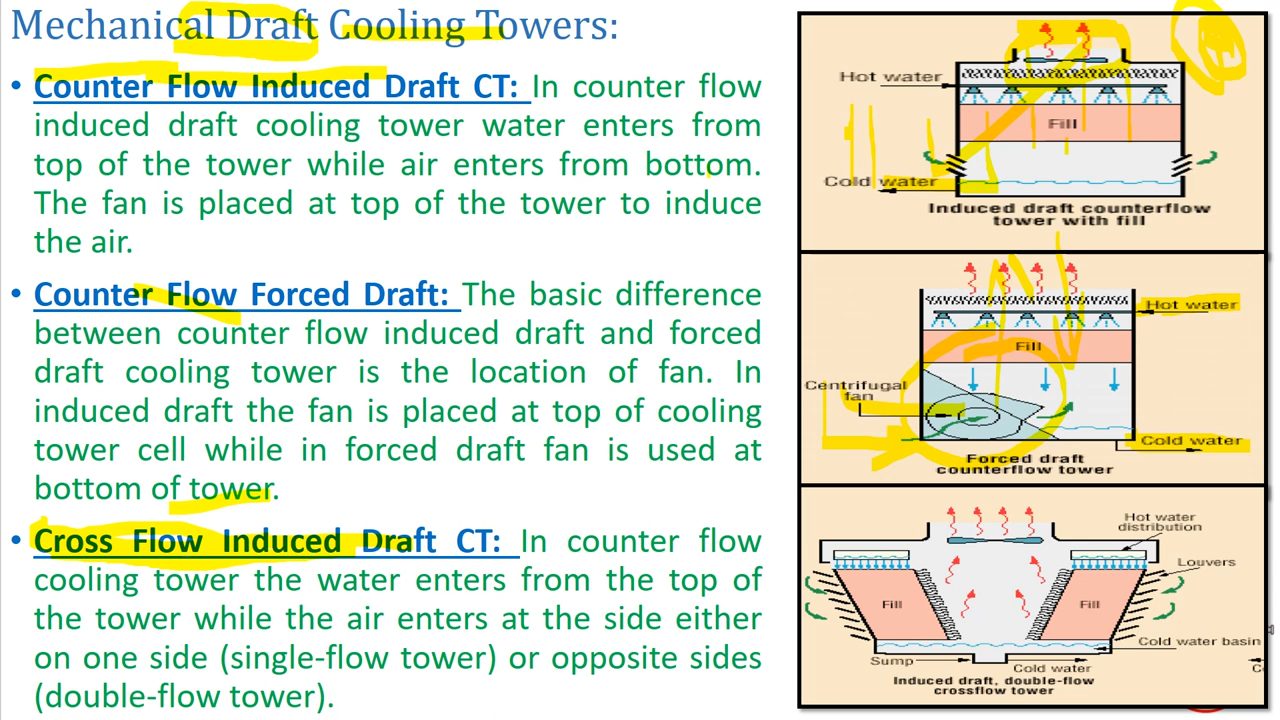 Mechanical Draft Cooling Towers:
• Counter Flow Induced Draft CT: In counter flow
induced draft cooling tower water enters from
top of the tower while air enters from bottom.
The fan is placed at top of the tower to induce
the air.
• Counter Flow Forced Draft: The basic difference
between counter flow induced draft and forced
draft cooling tower is the location of fan. In
induced draft the fan is placed at top of cooling
tower cell while in forced draft fan is used at
bottom of tower.
• Cross Flow Induced Draft CT: In counter flow
cooling tower the water enters from the top of
the tower while the air enters at the side either
on one side (single-flow tower) or opposite sides
(double-flow tower).
Hot water
Fill
Cold water
Induced draft counterflow
tower with fill
Hot water
Fill
Centrifugal
fan
Cold water
Forced draft
counterflow tower
Hot water
distribution
Louvers
Fill
Fill
Cold water basin
Sump
Cold water
Induced draft, double-flow
crossflow tower